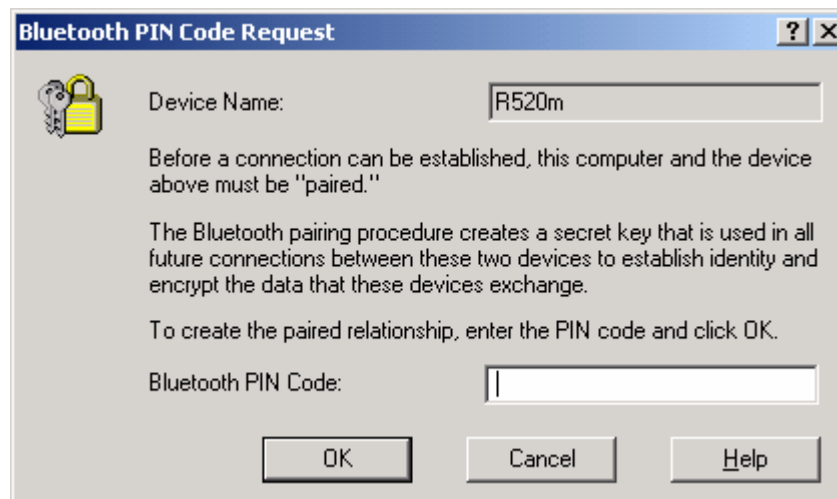 Bluetooth PIN Code Request
Device Name: R520m
Before a connection can be established, this computer and the device
above must be "paired."
The Bluetooth pairing procedure creates a secret key that is used in all
future connections between these two devices to establish identity and
encrypt the data that these devices exchange.
To create the paired relationship, enter the PIN code and click OK.
Bluetooth PIN Code:
OK Cancel Help